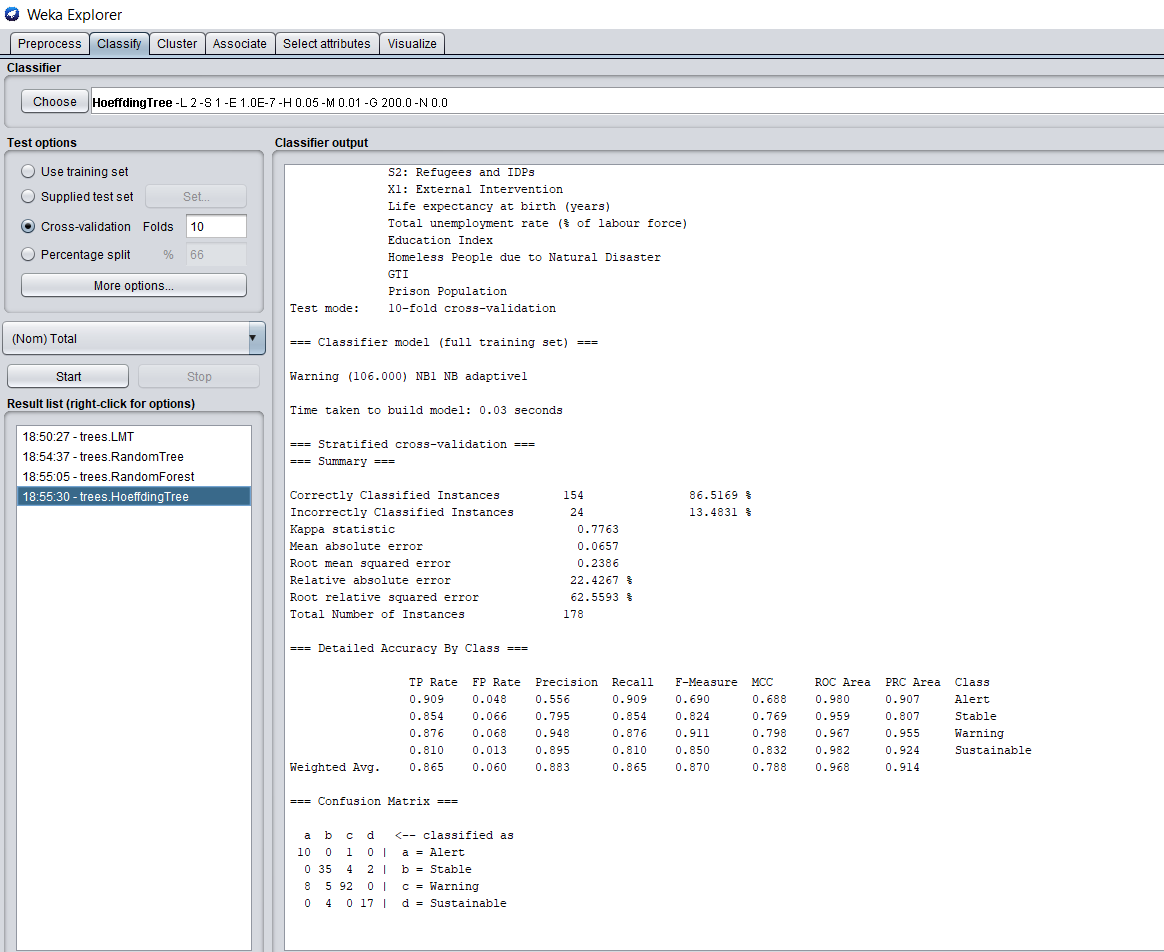 Weka Explorer
Preprocess Classify Cluster Associate Select attributes Visualize
Classifier
Choose HoeffdingTree -L 2 -S 1 -E 1.0E-7 -H 0.05 -M 0.01 -G 200.0 -N 0.0
Test options
Use training set
Supplied test set Set...
Cross-validation Folds 10
Percentage split % 66
More options...
(Nom) Total
Start Stop
Result list (right-click for options)
18:50:27 - trees.LMT
18:54:37 - trees.RandomTree
18:55:05 - trees.RandomForest
18:55:30 - trees.HoeffdingTree
Classifier output
S2: Refugees and IDPs
X1: External Intervention
Life expectancy at birth (years)
Total unemployment rate (% of labour force)
Education Index
Homeless People due to Natural Disaster
GTI
Prison Population
Test mode: 10-fold cross-validation
=== Classifier model (full training set) ===
Warning (106.000) NB1 NB adaptive1
Time taken to build model: 0.03 seconds
=== Stratified cross-validation ===
=== Summary ===
Correctly Classified Instances 154 86.5169 %
Incorrectly Classified Instances 24 13.4831 %
Kappa statistic 0.7763
Mean absolute error 0.0657
Root mean squared error 0.2386
Relative absolute error 22.4267 %
Root relative squared error 62.5593 %
Total Number of Instances 178
=== Detailed Accuracy By Class ===
TP Rate FP Rate Precision Recall F-Measure MCC ROC Area PRC Area Class
0.909 0.048 0.556 0.909 0.690 0.688 0.980 0.907 Alert
0.854 0.066 0.795 0.854 0.824 0.769 0.959 0.807 Stable
0.876 0.068 0.948 0.876 0.911 0.798 0.967 0.955 Warning
0.810 0.013 0.895 0.810 0.850 0.832 0.982 0.924 Sustainable
Weighted Avg. 0.865 0.060 0.883 0.865 0.870 0.788 0.968 0.914
=== Confusion Matrix ===
a b c d <-- classified as
10 0 1 0 | a = Alert
0 35 4 2 | b = Stable
8 5 92 0 | c = Warning
0 4 0 17 | d = Sustainable